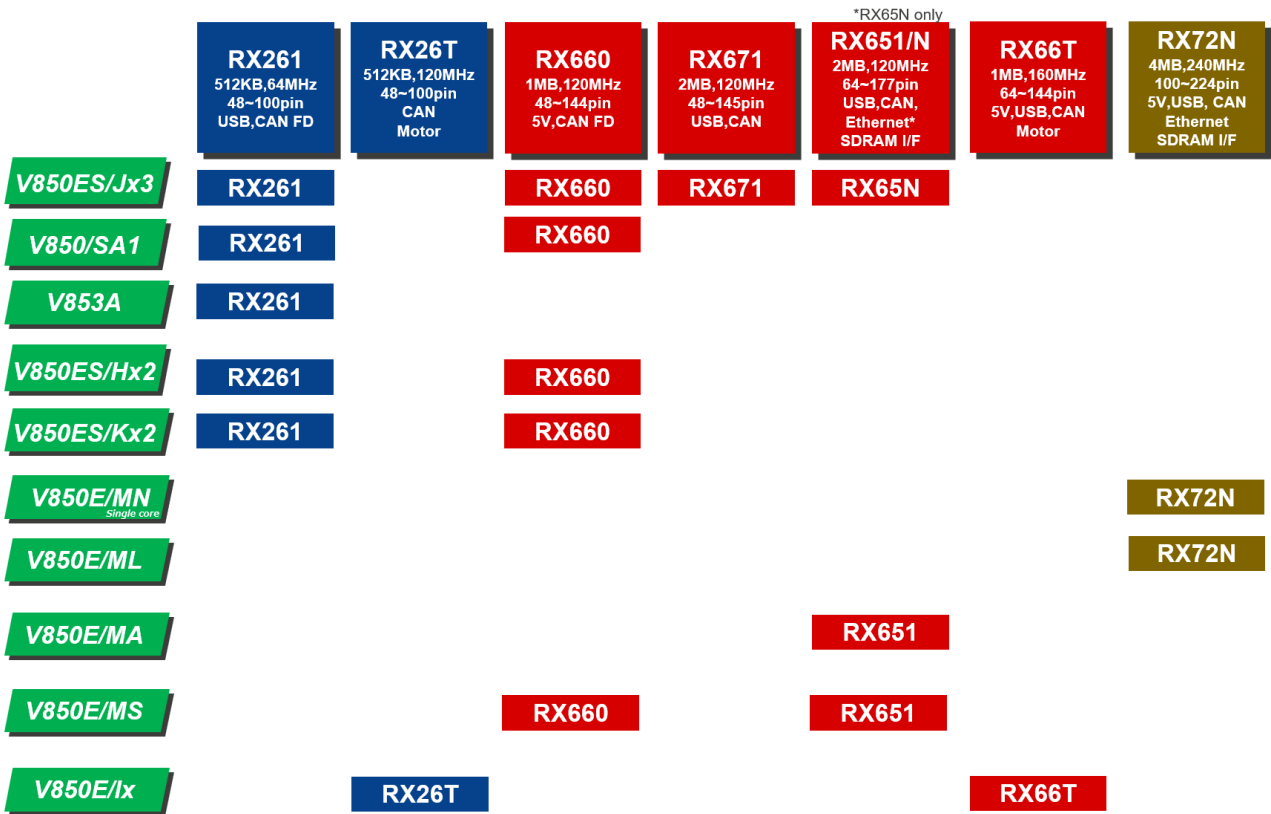 *RX65N only
RX261
512KB,64MHz
48~100pin
USB,CAN FD
RX26T
512KB,120MHz
48~100pin
CAN
Motor
RX660
1MB,120MHz
48~144pin
5V,CAN FD
RX671
2MB,120MHz
48~145pin
USB,CAN
RX651/N
2MB,120MHz
64~177pin
USB,CAN,
Ethernet*
SDRAM I/F
RX66T
1MB,160MHz
64~144pin
5V,USB,CAN
Motor
RX72N
4MB,240MHz
100~224pin
5V,USB, CAN
Ethernet
SDRAM I/F
V850ES/Jx3 RX261 RX660 RX671 RX65N
V850/SA1 RX261 RX660
V853A RX261
V850ES/Hx2 RX261 RX660
V850ES/Kx2 RX261 RX660
V850E/MN RX72N
Single core
V850E/ML RX72N
V850E/MA RX651
V850E/MS RX660 RX651
V850E/Ix RX26T RX66T